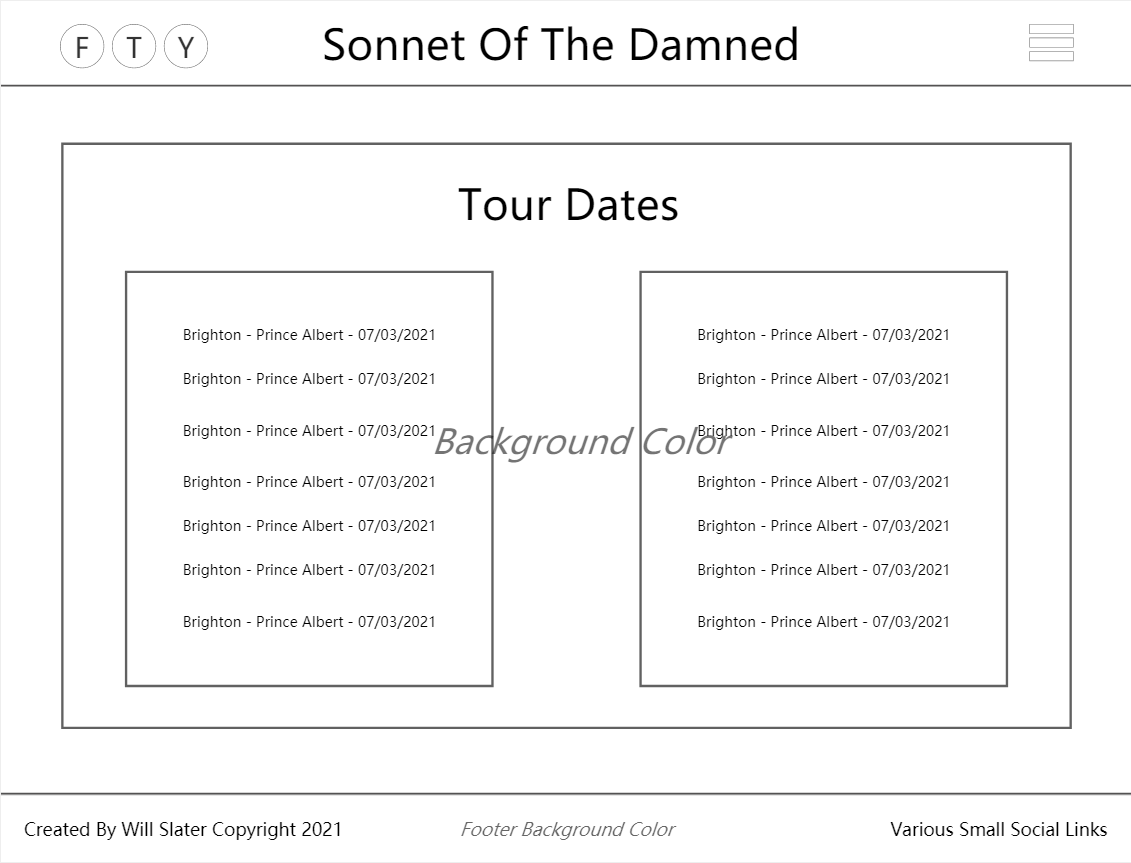 F T Y Sonnet Of The Damned
Tour Dates
Brighton - Prince Albert - 07/03/2021
Brighton - Prince Albert - 07/03/2021
Brighton - Prince Albert - 07/03/2021
Brighton - Prince Albert - 07/03/2021
Brighton - Prince Albert - 07/03/2021
Brighton - Prince Albert - 07/03/2021
Brighton - Prince Albert - 07/03/2021
Background Color
Brighton - Prince Albert - 07/03/2021
Brighton - Prince Albert - 07/03/2021
Brighton - Prince Albert - 07/03/2021
Brighton - Prince Albert - 07/03/2021
Brighton - Prince Albert - 07/03/2021
Brighton - Prince Albert - 07/03/2021
Brighton - Prince Albert - 07/03/2021
Created By Will Slater Copyright 2021
Footer Background Color
Various Small Social Links